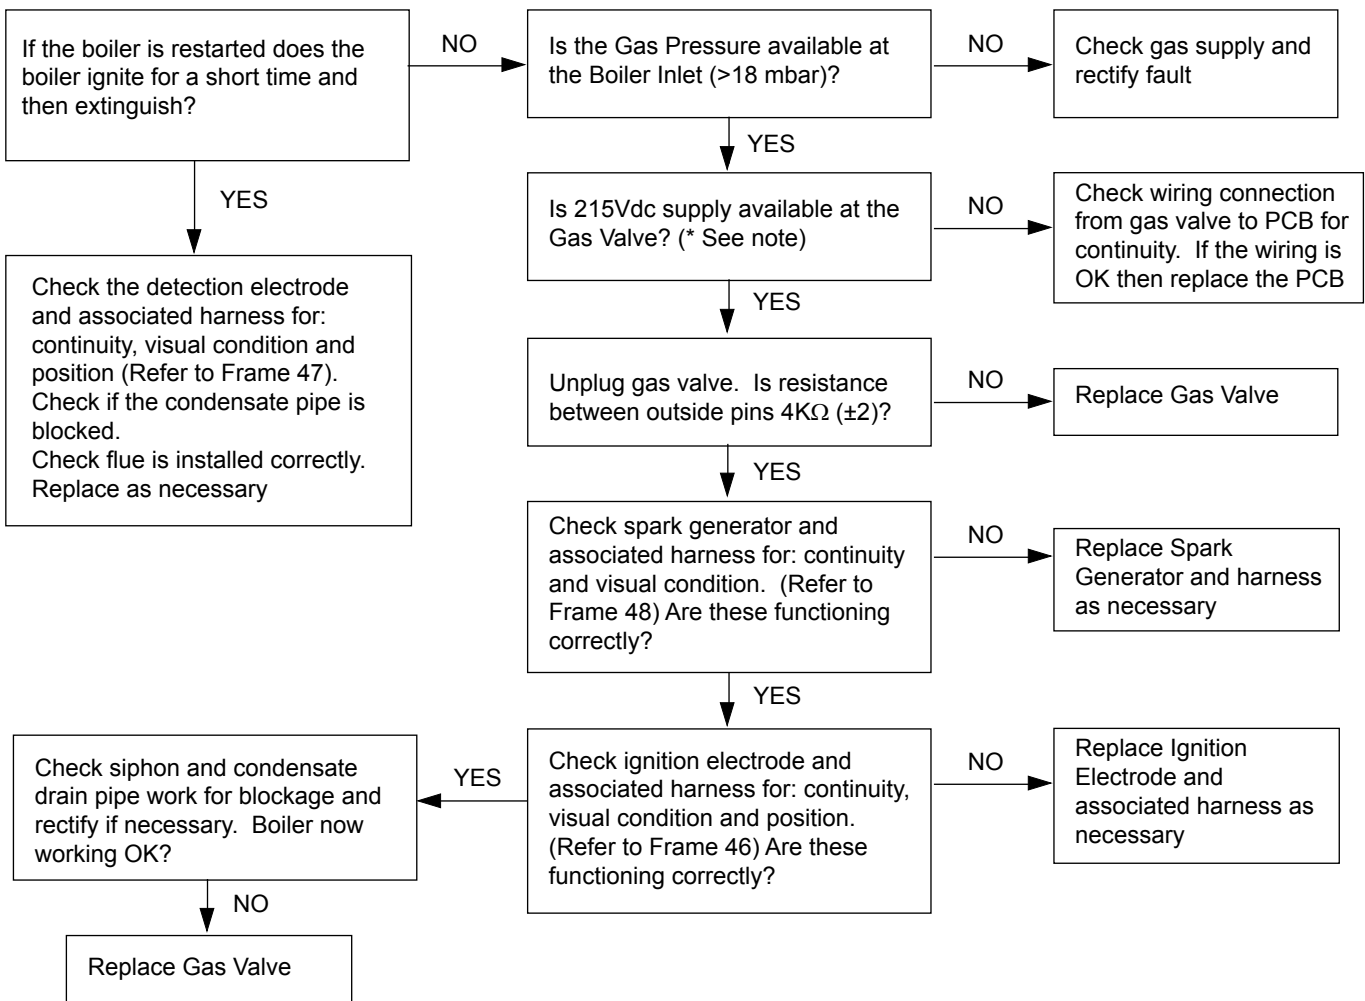 If the boiler is restarted does the
boiler ignite for a short time and
then extinguish?
NO
Is the Gas Pressure available at
the Boiler Inlet (>18 mbar)?
NO
Check gas supply and
rectify fault
YES
YES
Is 215Vdc supply available at the
Gas Valve? (* See note)
NO
Check wiring connection
from gas valve to PCB for
continuity.  If the wiring is
OK then replace the PCB
Check the detection electrode
and associated harness for:
continuity, visual condition and
position (Refer to Frame 47).
Check if the condensate pipe is
blocked.
Check flue is installed correctly.
Replace as necessary
YES
Unplug gas valve.  Is resistance
between outside pins 4KΩ (±2)?
NO
Replace Gas Valve
YES
Check spark generator and
associated harness for: continuity
and visual condition.  (Refer to
Frame 48) Are these functioning
correctly?
NO
Replace Spark
Generator and harness
as necessary
YES
Check ignition electrode and
associated harness for: continuity,
visual condition and position.
(Refer to Frame 46) Are these
functioning correctly?
NO
Replace Ignition
Electrode and
associated harness as
necessary
YES
Check siphon and condensate
drain pipe work for blockage and
rectify if necessary.  Boiler now
working OK?
NO
Replace Gas Valve